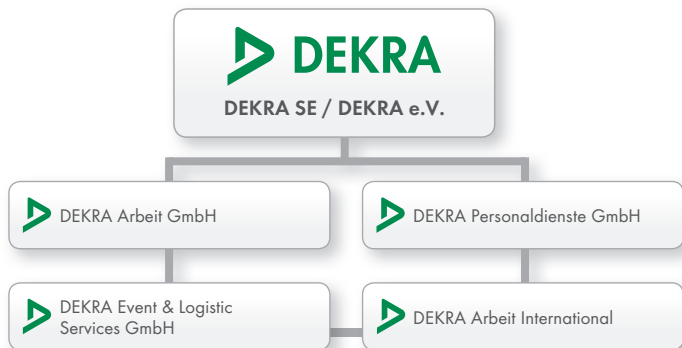 DEKRA
DEKRA SE / DEKRA e.V.
DEKRA Arbeit GmbH
DEKRA Personaldienste GmbH
DEKRA Event & Logistic
Services GmbH
DEKRA Arbeit International